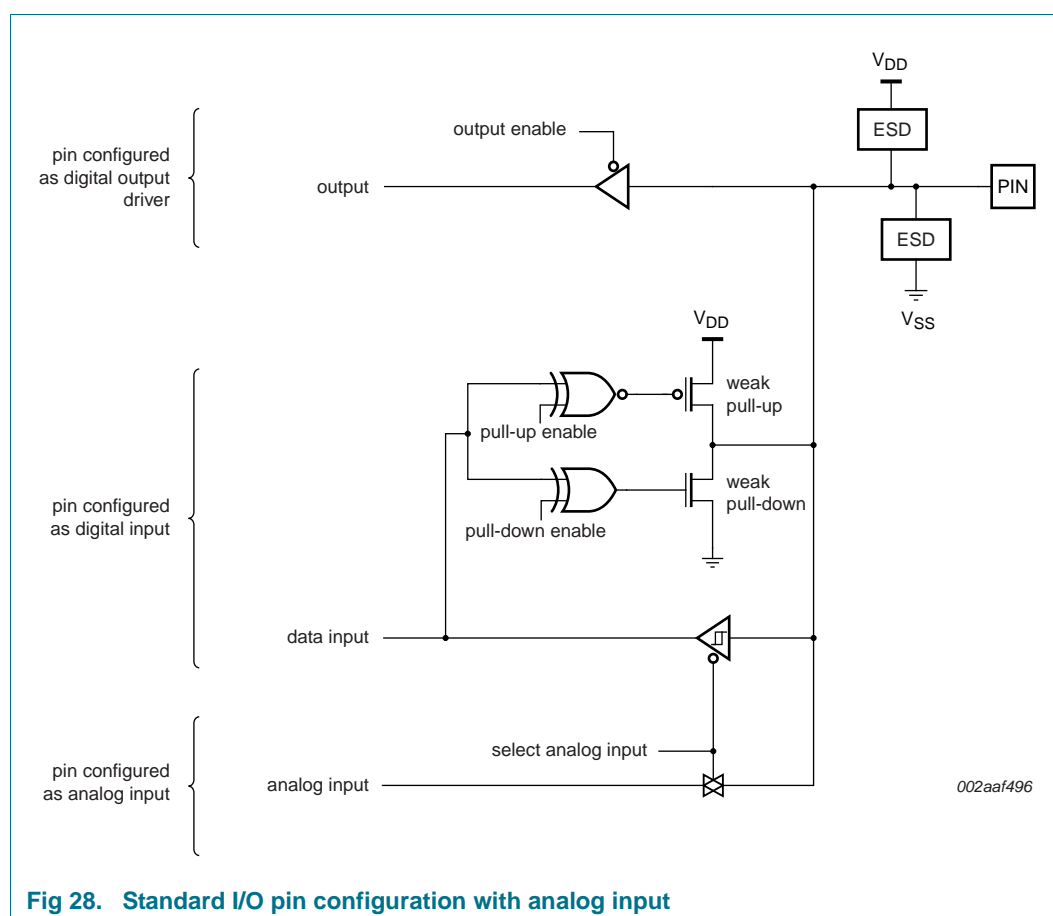 VDD
ESD
output enable
pin configured
as digital output
driver
output
PIN
ESD
VSS
VDD
weak
pull-up
pull-up enable
pin configured
as digital input
weak
pull-down
pull-down enable
data input
select analog input
pin configured
as analog input
analog input
002aaf496
Fig 28. Standard I/O pin configuration with analog input